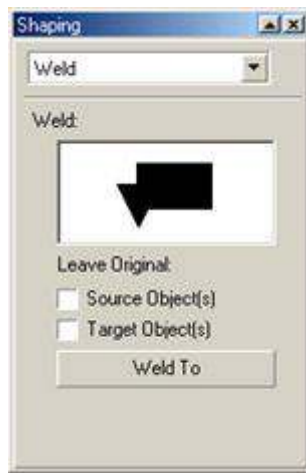 Shaping
Weld
Weld:
Leave Original:
Source Object(s)
Target Object(s)
Weld To